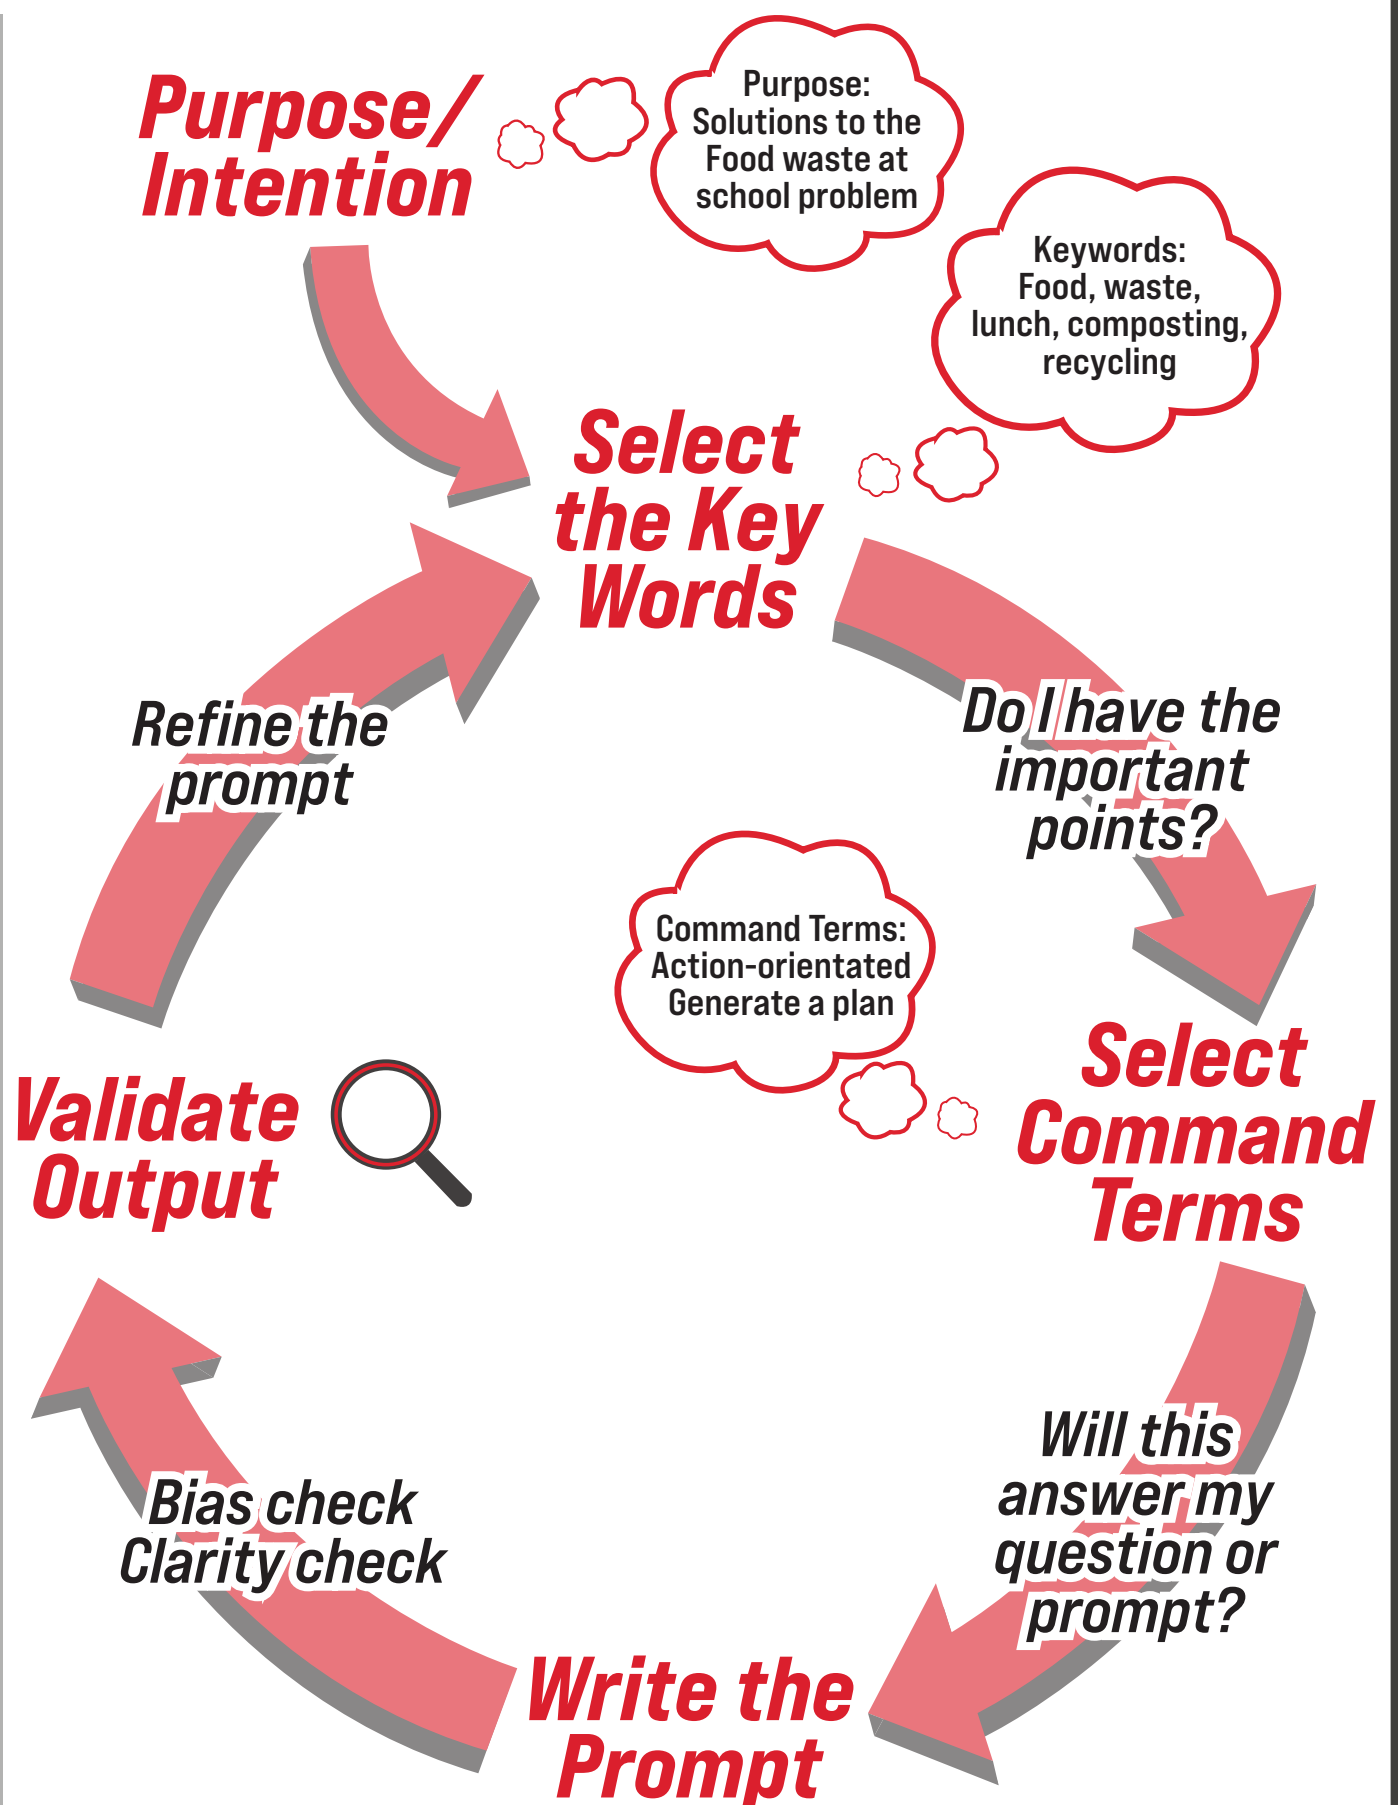 Purpose/
Intention
Purpose:
Solutions to the
Food waste at
school problem
Keywords:
Food, waste,
lunch, composting,
recycling
Select
the Key
Words
Do I have the
important
points?
Refine the
prompt
Command Terms:
Action-orientated
Generate a plan
Select
Command
Terms
Validate
Output
Will this
answer my
question or
prompt?
Bias check
Clarity check
Write the
Prompt